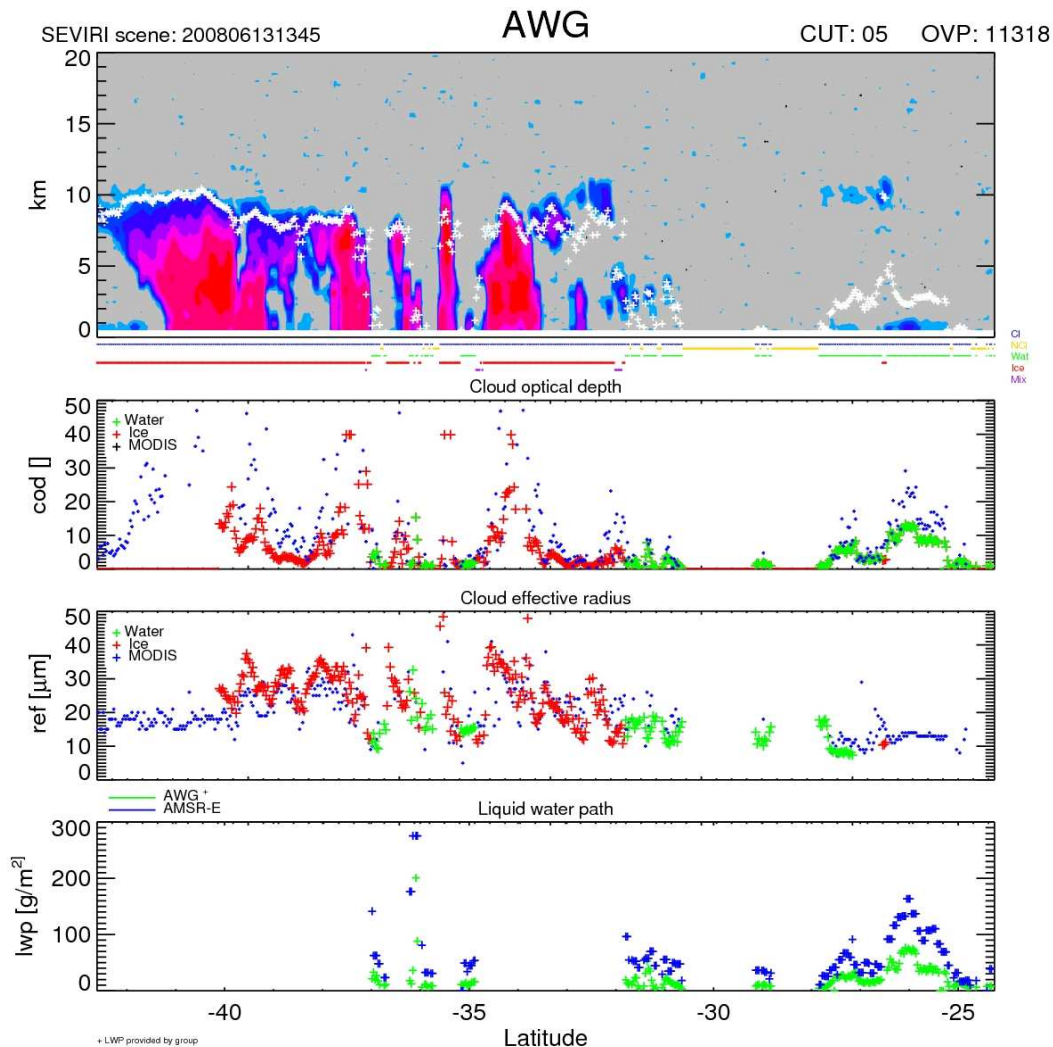 AWG
SEVIRI scene: 200806131345
CUT: 05 OVP: 11318
20
15
10
5
0
km
Cl
NCl
Wat
Ice
Mix
Cloud optical depth
50
40
30
20
10
0
cod []
Water
Ice
MODIS
Cloud effective radius
50
40
30
20
10
0
ref [µm]
Water
Ice
MODIS
AWG +
AMSR-E
Liquid water path
300
200
100
0
lwp [g/m²]
-40 -35 -30 -25
Latitude
+ LWP provided by group